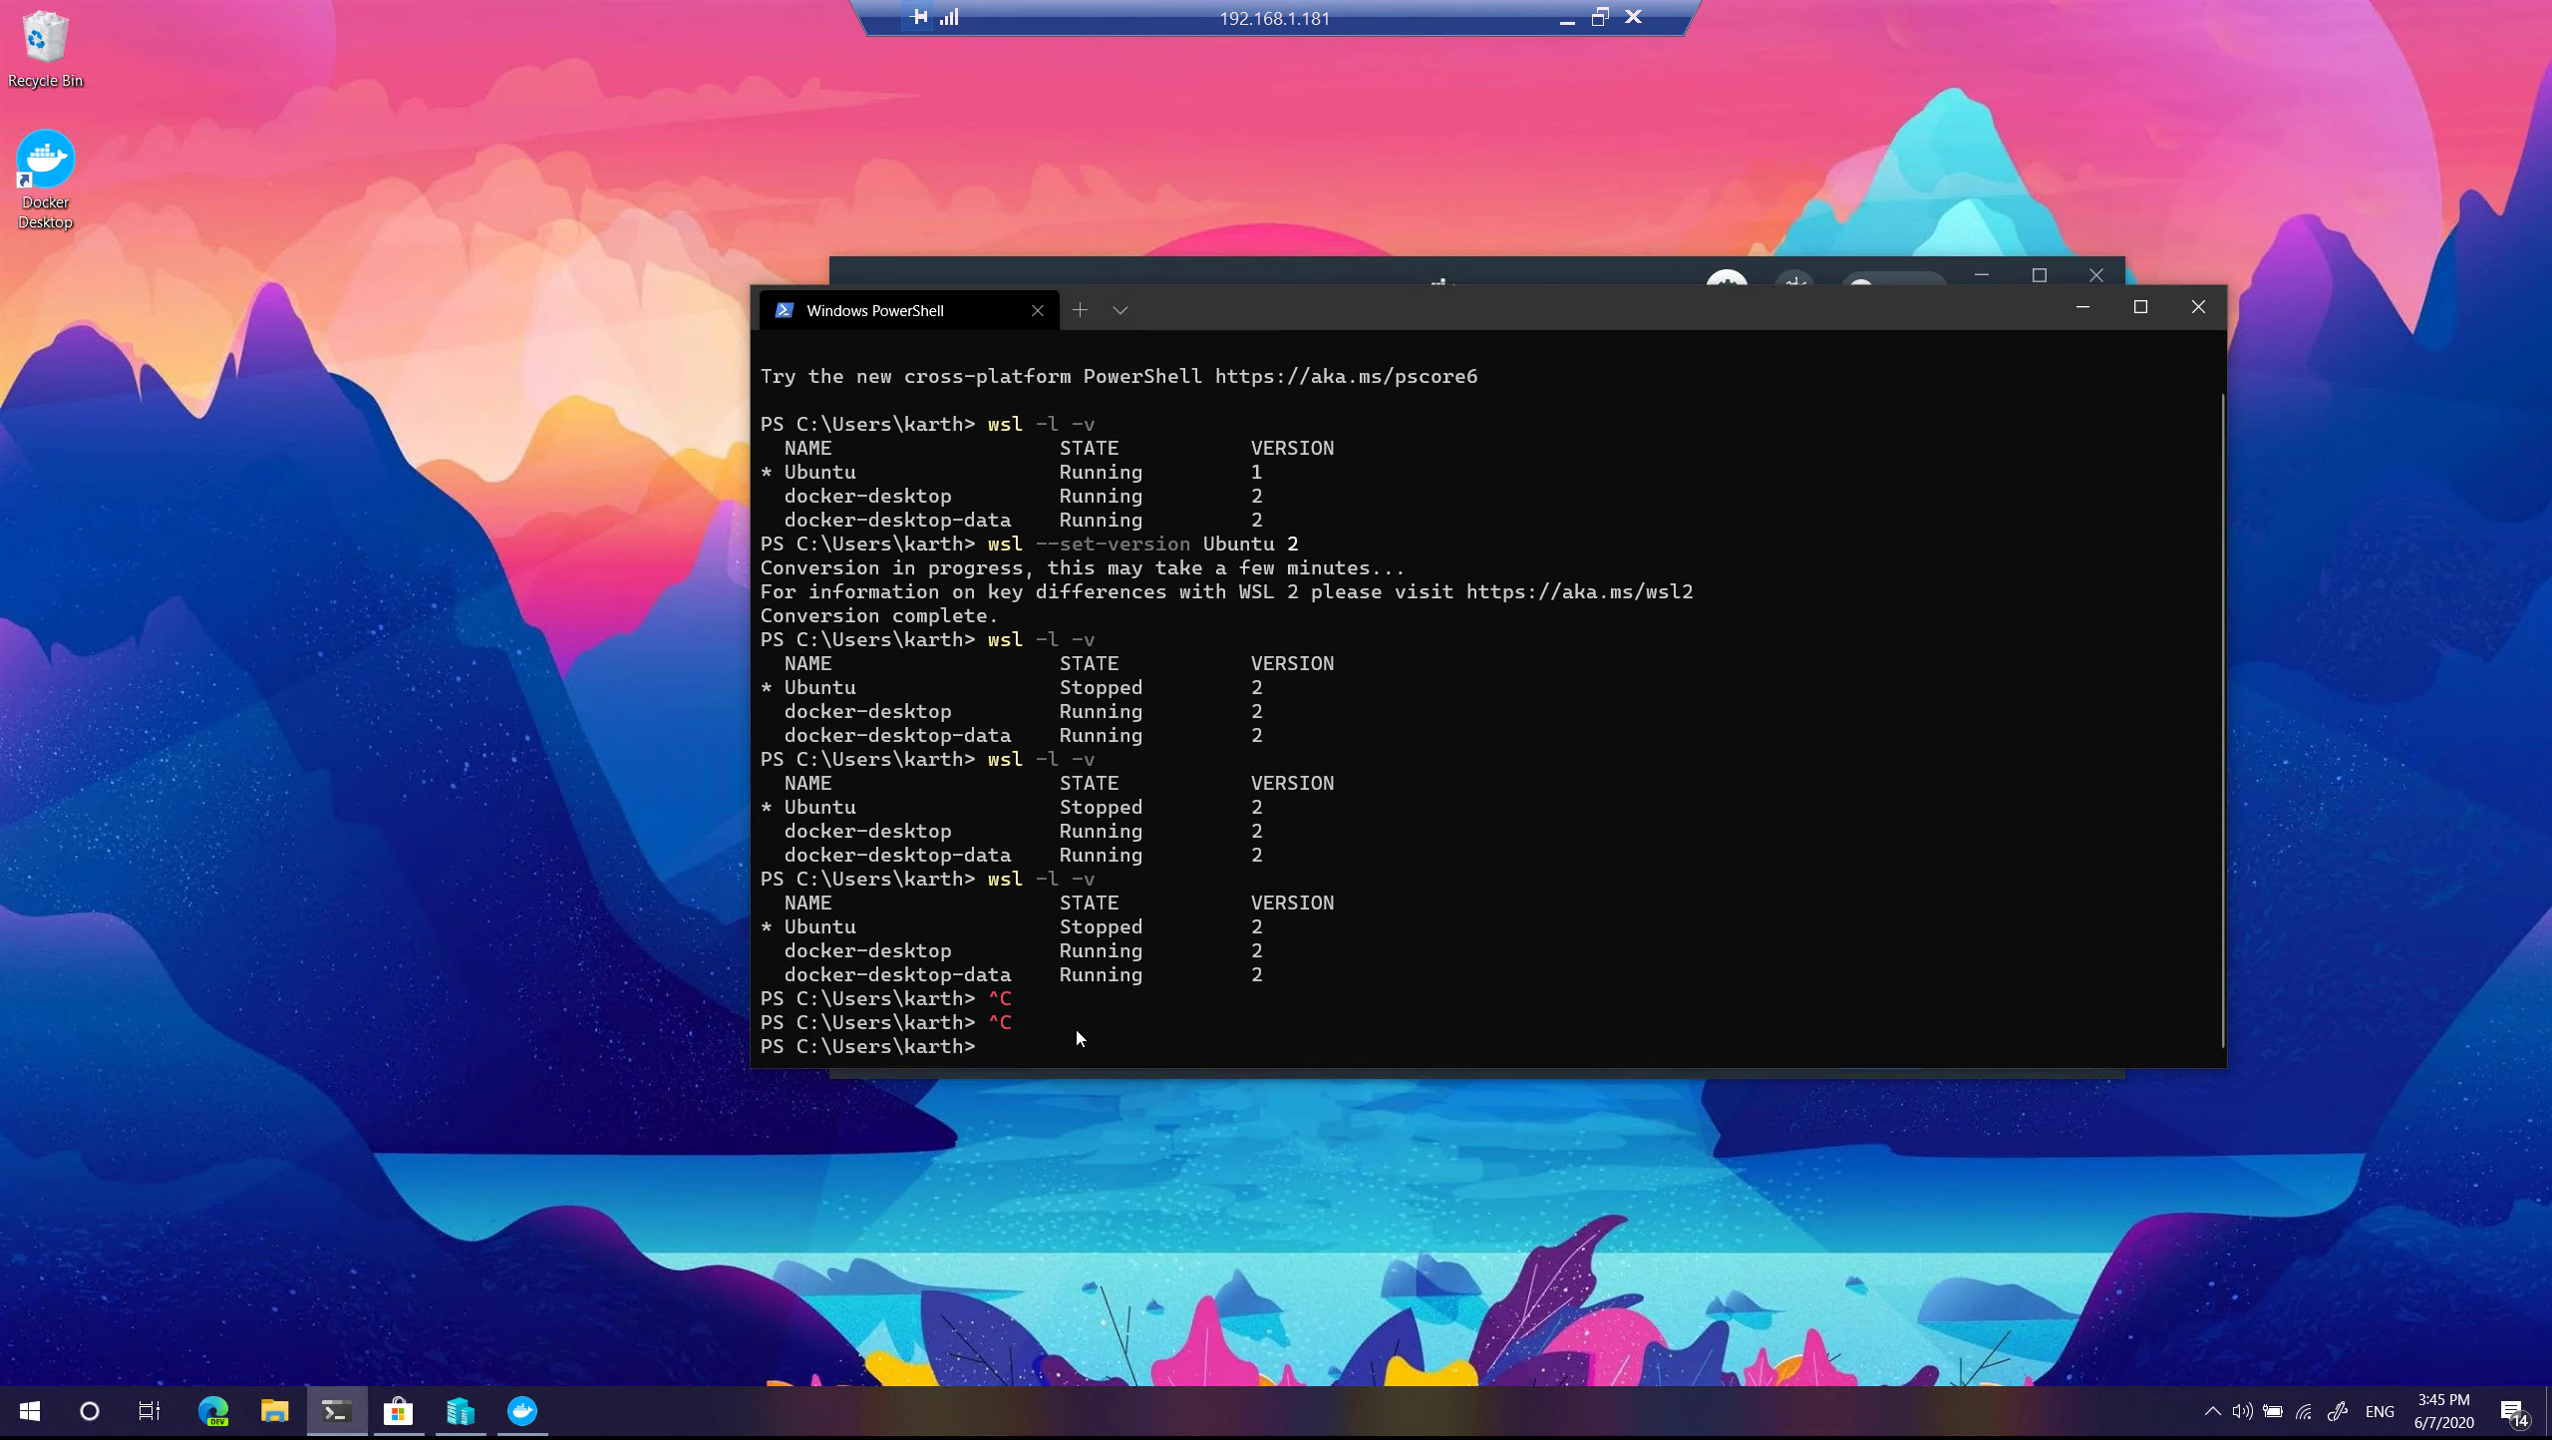 192.168.1.181
Recycle Bin
Docker
Desktop
Windows PowerShell
Try the new cross-platform PowerShell https://aka.ms/pscore6
PS C:\Users\karth> wsl -l -v
  NAME                   STATE           VERSION
* Ubuntu                 Running         1
  docker-desktop         Running         2
  docker-desktop-data    Running         2
PS C:\Users\karth> wsl --set-version Ubuntu 2
Conversion in progress, this may take a few minutes...
For information on key differences with WSL 2 please visit https://aka.ms/wsl2
Conversion complete.
PS C:\Users\karth> wsl -l -v
  NAME                   STATE           VERSION
* Ubuntu                 Stopped         2
  docker-desktop         Running         2
  docker-desktop-data    Running         2
PS C:\Users\karth> wsl -l -v
  NAME                   STATE           VERSION
* Ubuntu                 Stopped         2
  docker-desktop         Running         2
  docker-desktop-data    Running         2
PS C:\Users\karth> wsl -l -v
  NAME                   STATE           VERSION
* Ubuntu                 Stopped         2
  docker-desktop         Running         2
  docker-desktop-data    Running         2
PS C:\Users\karth> ^C
PS C:\Users\karth> ^C
PS C:\Users\karth>
DEV
ENG
3:45 PM
6/7/2020
14